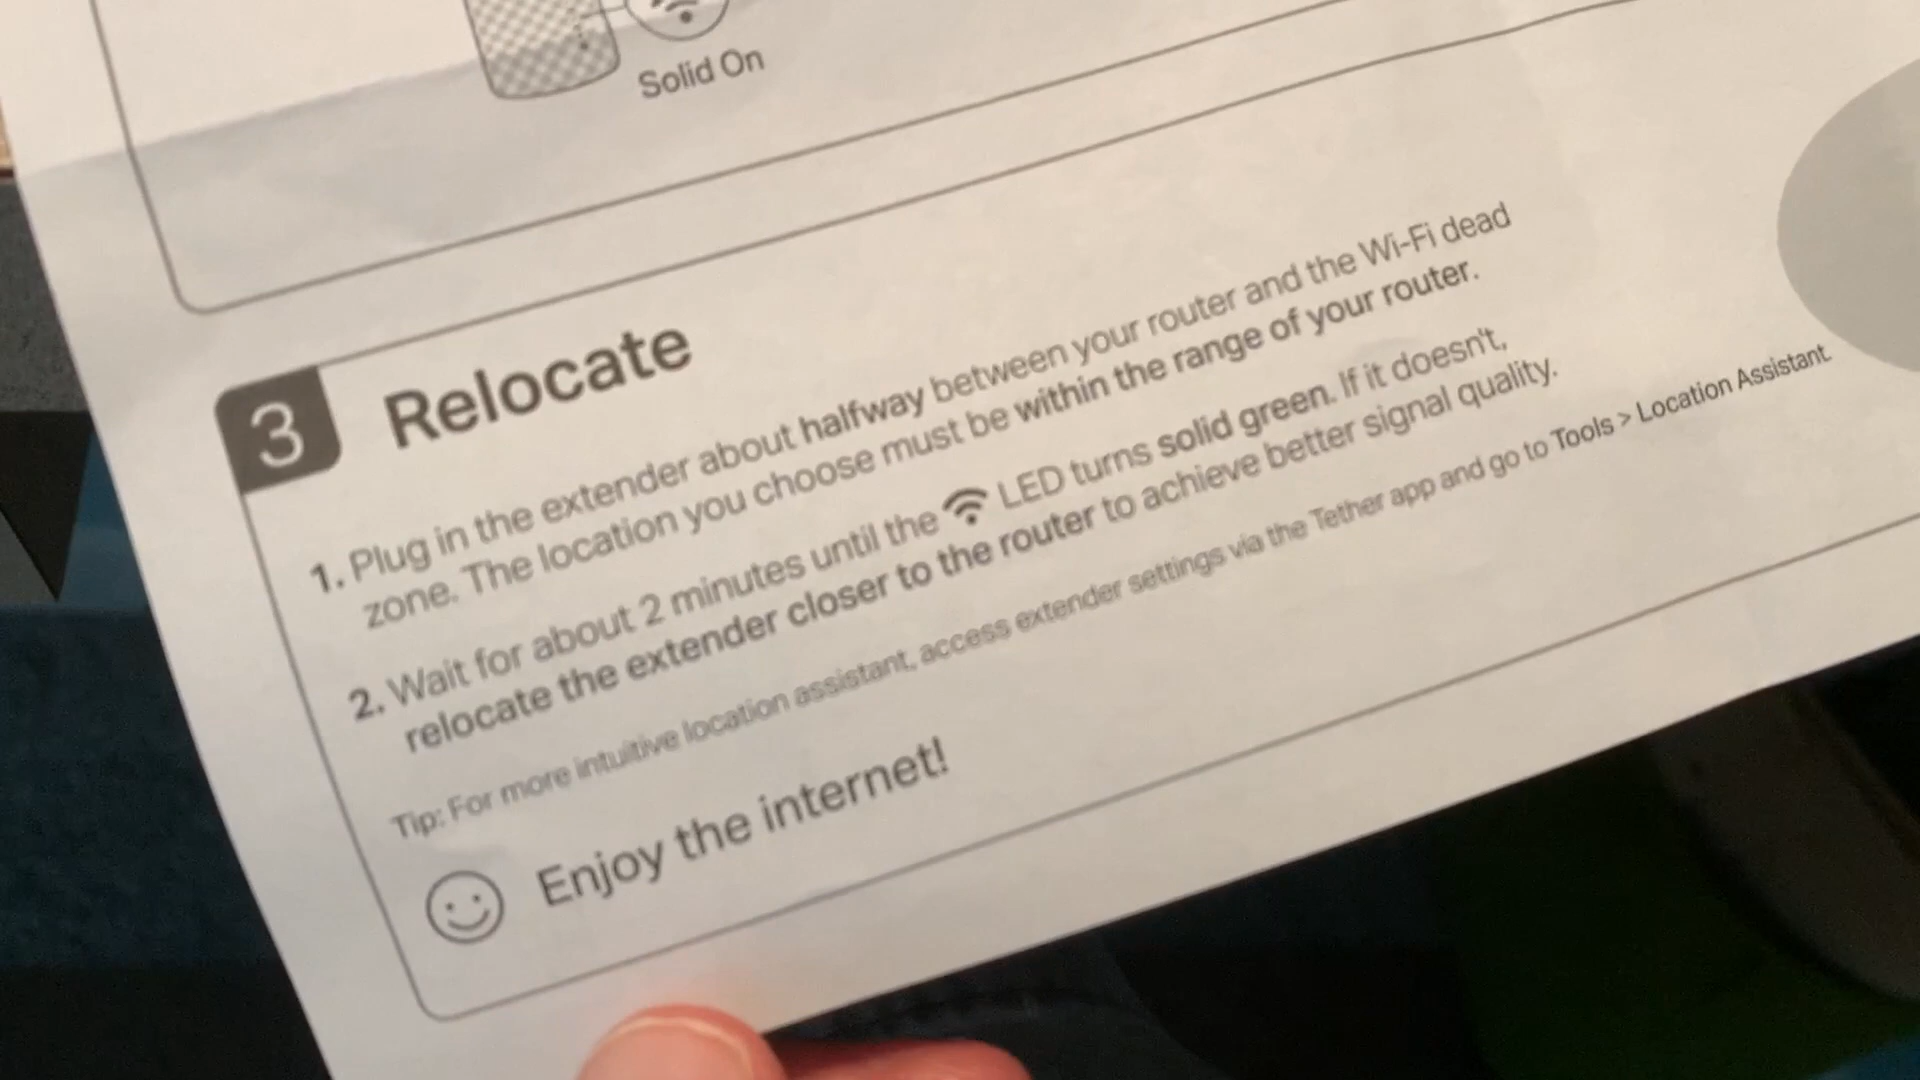 Solid On
3 Relocate
1. Plug in the extender about halfway between your router and the Wi-Fi dead
zone. The location you choose must be within the range of your router.
2. Wait for about 2 minutes until the LED turns solid green. If it doesn't,
relocate the extender closer to the router to achieve better signal quality.
Tip: For more intuitive location assistant, access extender settings via the Tether app and go to Tools > Location Assistant.
Enjoy the internet!